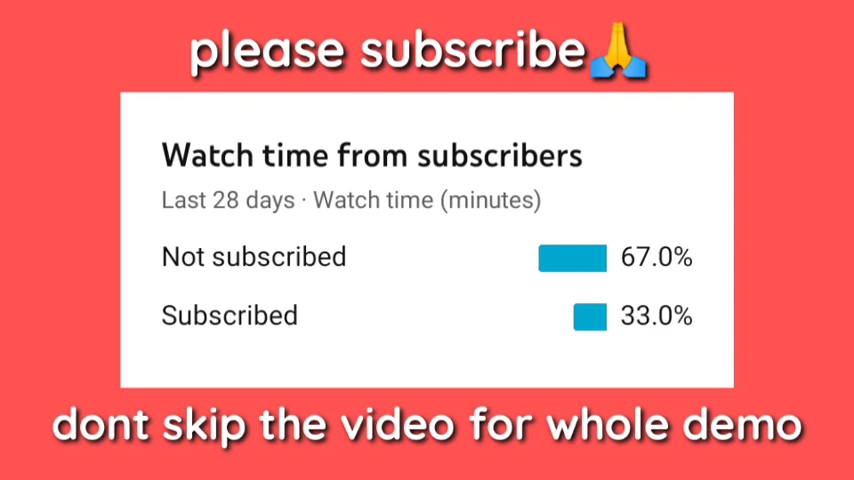 please subscribe🙏
Watch time from subscribers
Last 28 days · Watch time (minutes)
Not subscribed 67.0%
Subscribed 33.0%
dont skip the video for whole demo